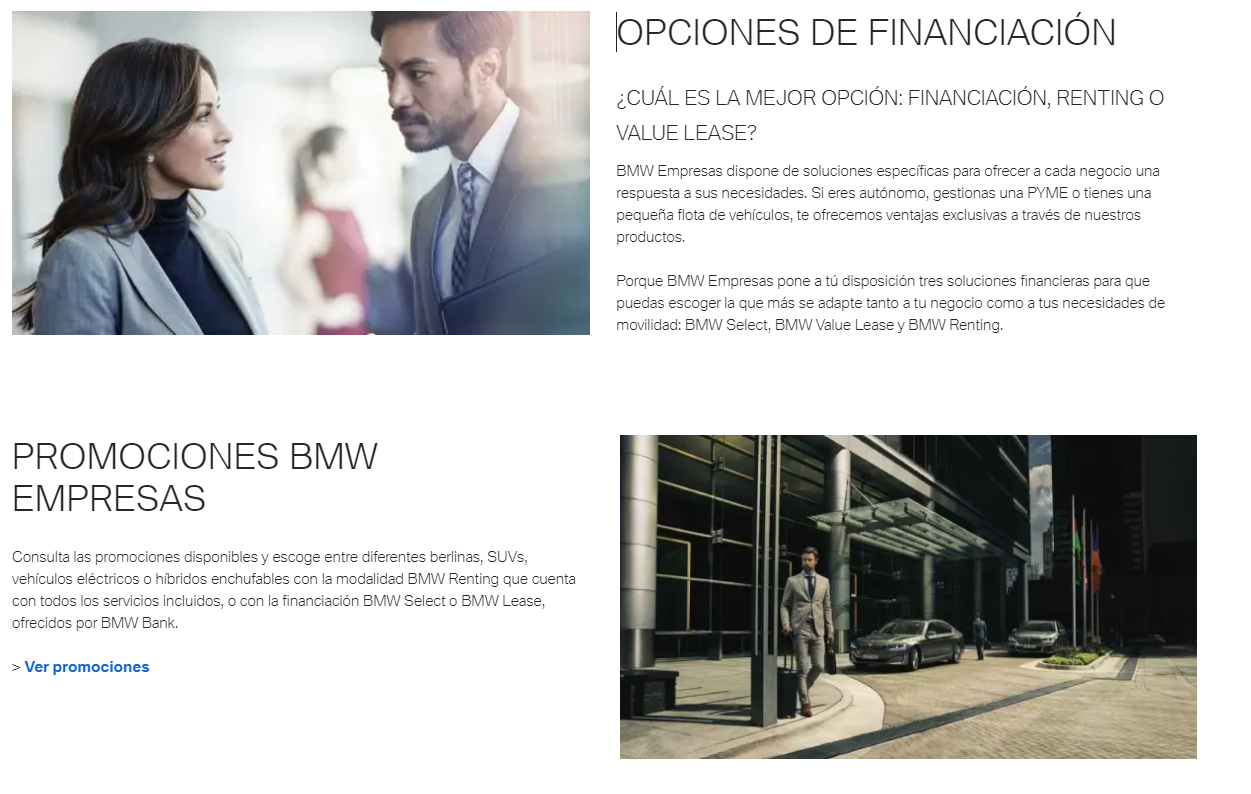 OPCIONES DE FINANCIACIÓN
¿CUÁL ES LA MEJOR OPCIÓN: FINANCIACIÓN, RENTING O
VALUE LEASE?
BMW Empresas dispone de soluciones específicas para ofrecer a cada negocio una
respuesta a sus necesidades. Si eres autónomo, gestionas una PYME o tienes una
pequeña flota de vehículos, te ofrecemos ventajas exclusivas a través de nuestros
productos.
Porque BMW Empresas pone a tú disposición tres soluciones financieras para que
puedas escoger la que más se adapte tanto a tu negocio como a tus necesidades de
movilidad: BMW Select, BMW Value Lease y BMW Renting.
PROMOCIONES BMW
EMPRESAS
Consulta las promociones disponibles y escoge entre diferentes berlinas, SUVs,
vehículos eléctricos o híbridos enchufables con la modalidad BMW Renting que cuenta
con todos los servicios incluidos, o con la financiación BMW Select o BMW Lease,
ofrecidos por BMW Bank.
> Ver promociones